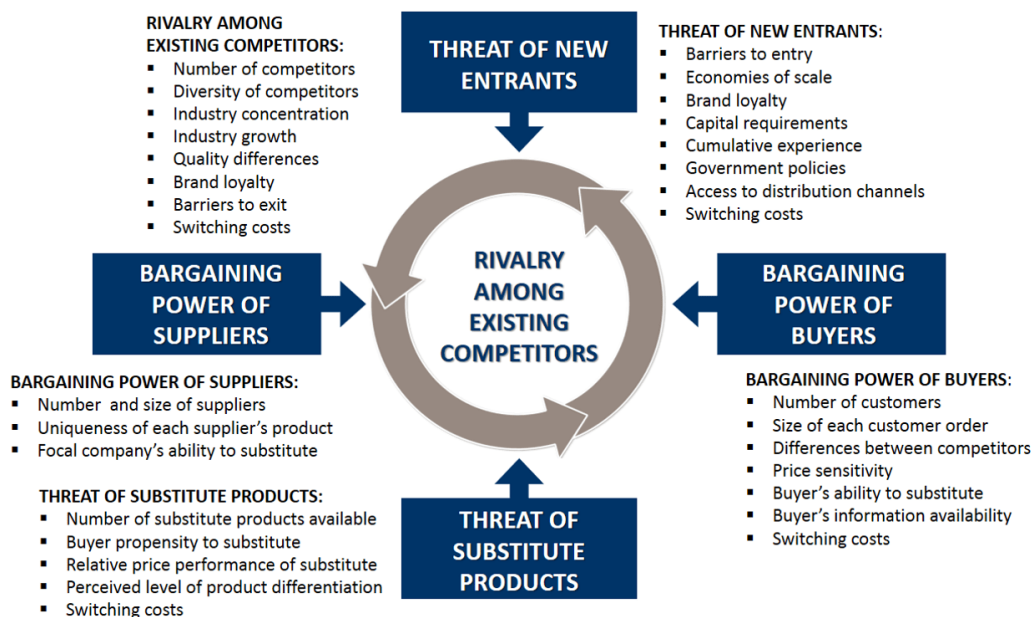 RIVALRY AMONG
EXISTING COMPETITORS:
▪ Number of competitors
▪ Diversity of competitors
▪ Industry concentration
▪ Industry growth
▪ Quality differences
▪ Brand loyalty
▪ Barriers to exit
▪ Switching costs
THREAT OF NEW
ENTRANTS
THREAT OF NEW ENTRANTS:
▪ Barriers to entry
▪ Economies of scale
▪ Brand loyalty
▪ Capital requirements
▪ Cumulative experience
▪ Government policies
▪ Access to distribution channels
▪ Switching costs
BARGAINING
POWER OF
SUPPLIERS
RIVALRY
AMONG
EXISTING
COMPETITORS
BARGAINING
POWER OF
BUYERS
BARGAINING POWER OF SUPPLIERS:
▪ Number and size of suppliers
▪ Uniqueness of each supplier's product
▪ Focal company's ability to substitute
BARGAINING POWER OF BUYERS:
▪ Number of customers
▪ Size of each customer order
▪ Differences between competitors
▪ Price sensitivity
▪ Buyer's ability to substitute
▪ Buyer's information availability
▪ Switching costs
THREAT OF SUBSTITUTE PRODUCTS:
▪ Number of substitute products available
▪ Buyer propensity to substitute
▪ Relative price performance of substitute
▪ Perceived level of product differentiation
▪ Switching costs
THREAT OF
SUBSTITUTE
PRODUCTS